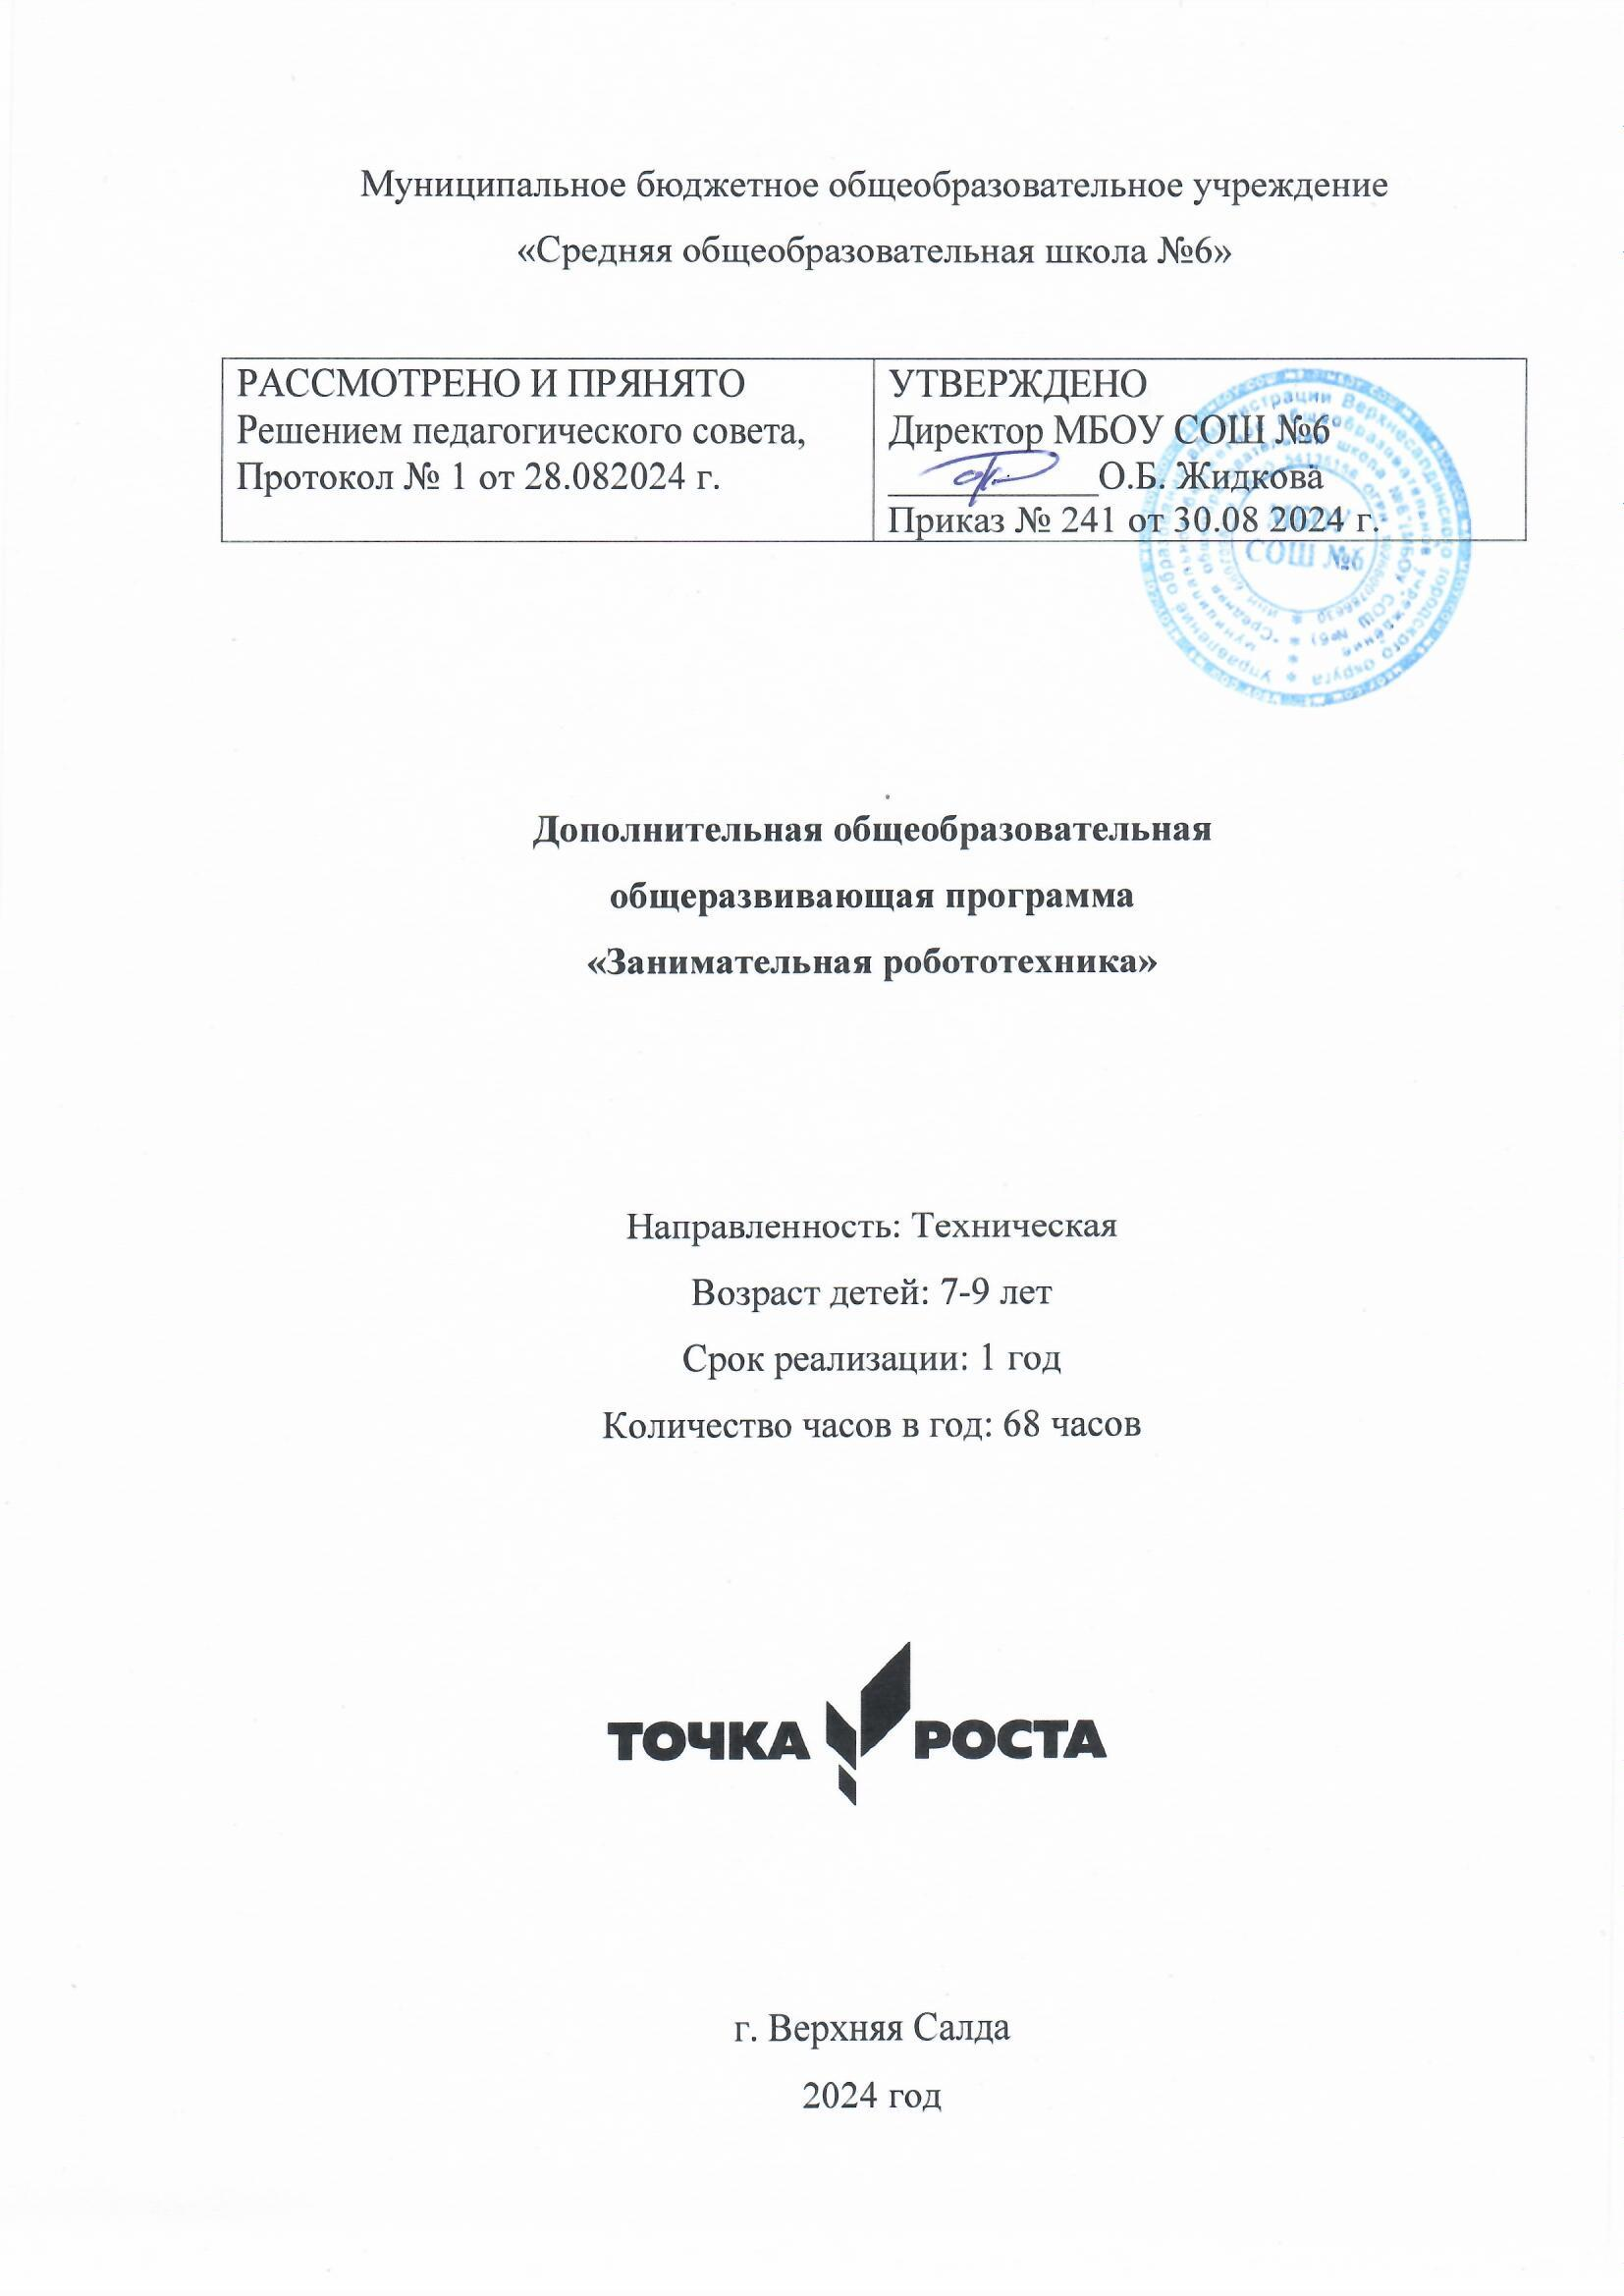 Муниципальное бюджетное общеобразовательное учреждение
«Средняя общеобразовательная школа №6»
РАССМОТРЕНО И ПРЯНЯТО
Решением педагогического совета,
Протокол № 1 от 28.082024 г.
УТВЕРЖДЕНО
Директор МБОУ СОШ №6
___________О.Б. Жидкова
Приказ № 241 от 30.08 2024 г.
МБОУ
СОШ №6
Дополнительная общеобразовательная
общеразвивающая программа
«Занимательная робототехника»
Направленность: Техническая
Возраст детей: 7-9 лет
Срок реализации: 1 год
Количество часов в год: 68 часов
ТОЧКА РОСТА
г. Верхняя Салда
2024 год